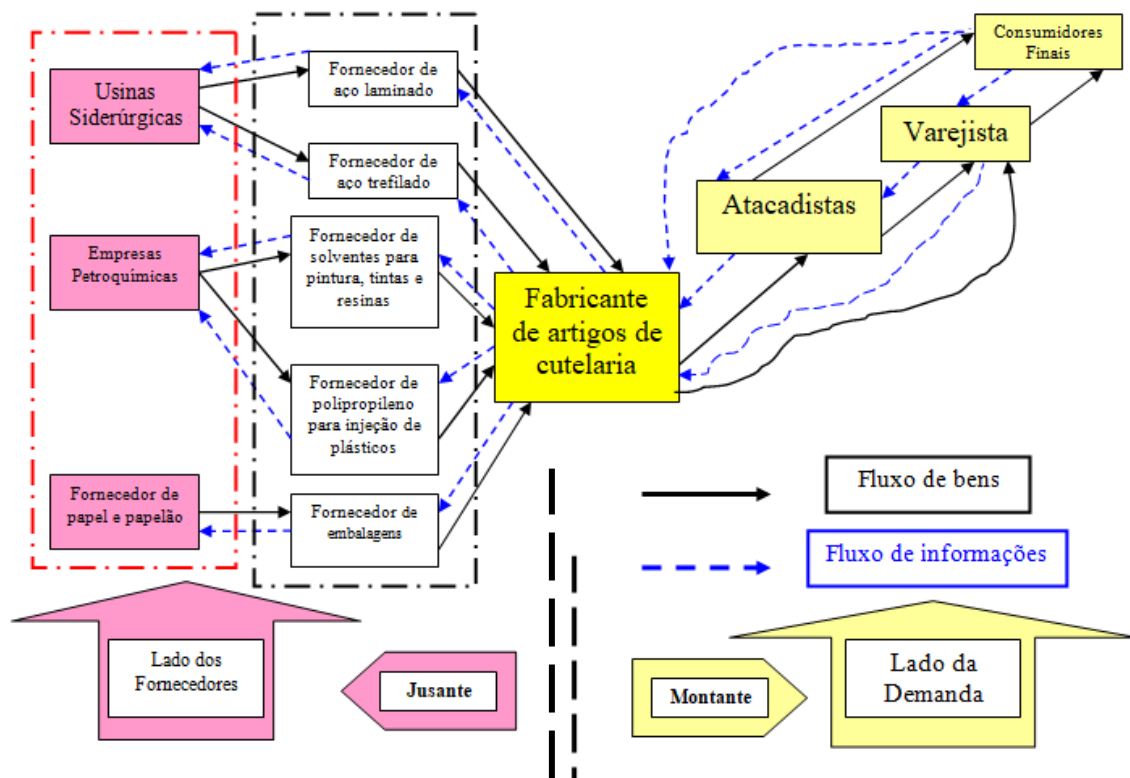 Usinas
Siderúrgicas
Empresas
Petroquímicas
Fornecedor de
papel e papelão
Fornecedor de
aço laminado
Fornecedor de
aço trefilado
Fornecedor de
solventes para
pintura, tintas e
resinas
Fornecedor de
polipropileno
para injeção de
plásticos
Fornecedor de
embalagens
Fabricante
de artigos de
cutelaria
Atacadistas
Varejista
Consumidores
Finais
Fluxo de bens
Fluxo de informações
Lado dos
Fornecedores
Jusante
Montante
Lado da
Demanda